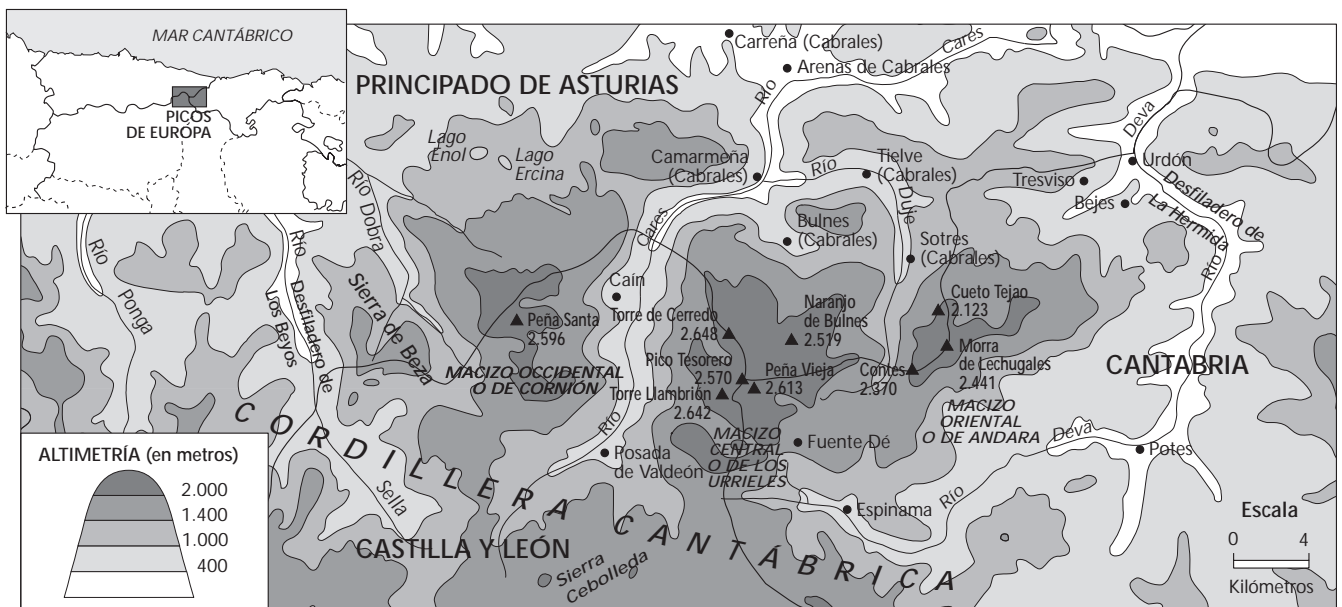 MAR CANTÁBRICO
PICOS
DE EUROPA
PRINCIPADO DE ASTURIAS
Carreña (Cabrales)
Arenas de Cabrales
Cares
Río
Lago
Enol
Lago
Ercina
Camarmeña
(Cabrales)
Río
Tielve
(Cabrales)
Duje
Deva
Urdón
Tresviso
Bejes
Desfiladero de
La Hermida
Río
Río Dobra
Cares
Bulnes
(Cabrales)
Sotres
(Cabrales)
Río
Ponga
Río
Desfiladero de
Los Beyos
Sierra de Beza
Caín
Peña Santa
2.596
Torre de Cerredo
2.648
Naranjo
de Bulnes
2.519
Cueto Tejao
2.123
Morra
de Lechugales
2.441
MACIZO OCCIDENTAL
O DE CORNIÓN
Pico Tesorero
2.570
Peña Vieja
2.613
Contes
2.370
CANTABRIA
Torre Llambrión
2.642
MACIZO
ORIENTAL
O DE ANDARA
Río
MACIZO
CENTRAL
O DE LOS
URRIELES
Fuente Dé
Deva
Potes
Posada
de Valdeón
Río
Espinama
Sella
CORDILLERA CANTÁBRICA
CASTILLA Y LEÓN
Sierra
Cebolleda
ALTIMETRÍA (en metros)
2.000
1.400
1.000
400
Escala
0 4
Kilómetros